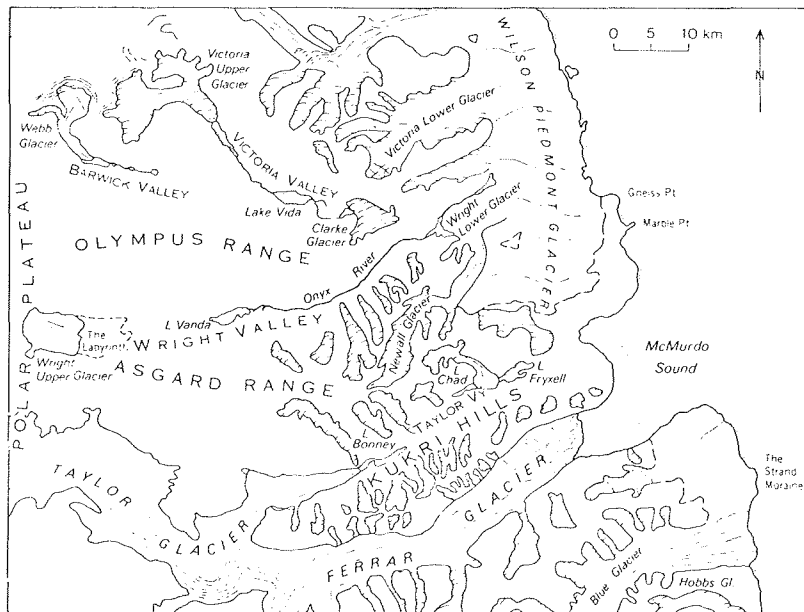 Victoria
Upper
Glacier
0 5 10 km
N
WILSON PIEDMONT GLACIER
Webb
Glacier
BARWICK VALLEY
VICTORIA VALLEY
Victoria Lower Glacier
Lake Vida
Clarke
Glacier
Wright
Lower Glacier
Gneiss Pt
Marble Pt
POLAR PLATEAU
OLYMPUS RANGE
Onyx River
L Vanda
The
Labyrinth
WRIGHT VALLEY
Wright
Upper Glacier
ASGARD RANGE
Newall Glacier
L
Chad
L
Fryxell
McMurdo
Sound
TAYLOR VY
L
Bonney
KUKRI HILLS
TAYLOR GLACIER
FERRAR GLACIER
The
Strand
Moraine
Blue Glacier
Hobbs Gl.